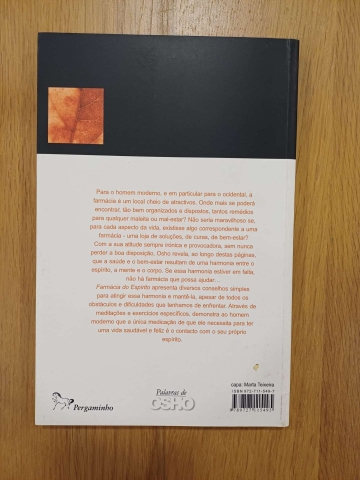 Para o homem moderno, e em particular para o ocidental, a
farmácia é um local cheio de atractivos. Onde mais se poderá
encontrar, tão bem organizados e dispostos, tantos remédios
para qualquer maleita ou mal-estar? Não seria maravilhoso se,
para cada aspecto da vida, existisse algo correspondente a uma
farmácia – uma loja de soluções, de curas, de bem-estar?
Com a sua atitude sempre irónica e provocadora, sem nunca
perder a boa disposição, Osho revela, ao longo destas páginas,
que a saúde e o bem-estar resultam de uma harmonia entre o
espírito, a mente e o corpo. Se essa harmonia estiver em falta,
não há farmácia que possa ajudar...
Farmácia do Espírito apresenta diversos conselhos simples
para atingir essa harmonia e mantê-la, apesar de todos os
obstáculos e dificuldades que tenhamos de enfrentar. Através de
meditações e exercícios específicos, demonstra ao homem
moderno que a única medicação de que ele necessita para ter
uma vida saudável e feliz é o contacto com o seu próprio
espírito.
capa: Marta Teixeira
Palavras de
OSHO
Pergaminho